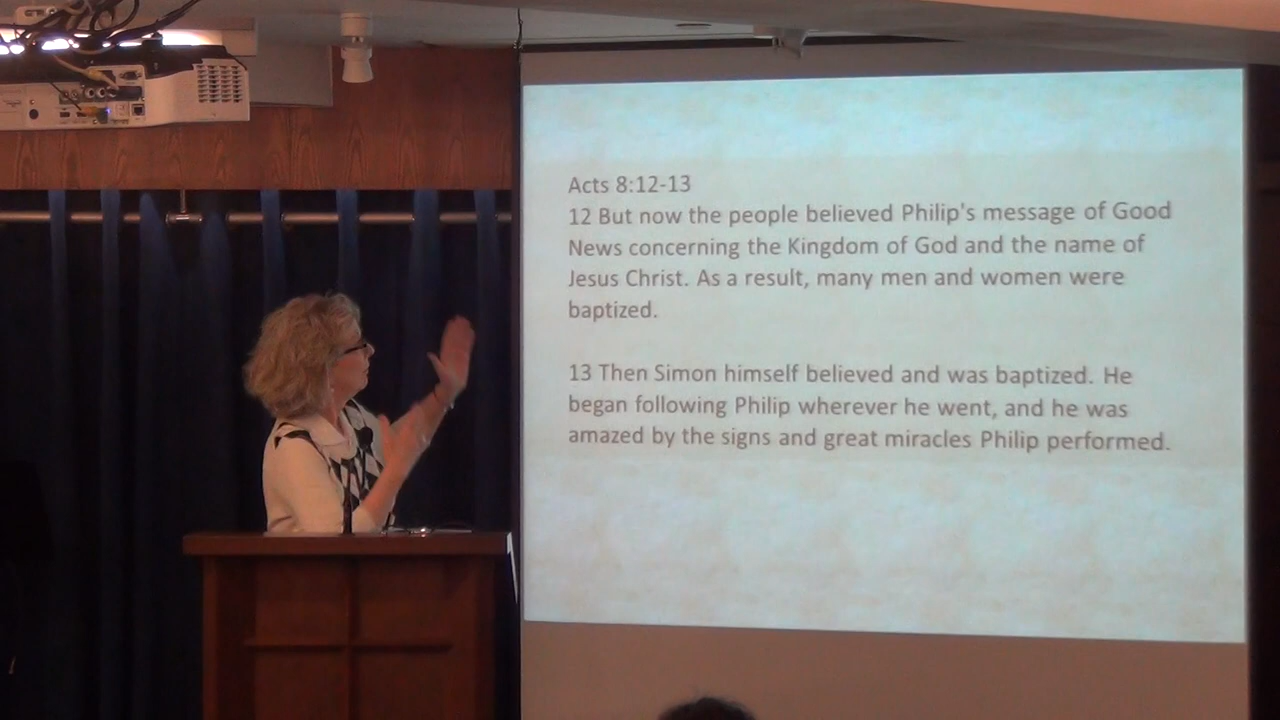 Acts 8:12-13
12 But now the people believed Philip's message of Good
News concerning the Kingdom of God and the name of
Jesus Christ. As a result, many men and women were
baptized.
13 Then Simon himself believed and was baptized. He
began following Philip wherever he went, and he was
amazed by the signs and great miracles Philip performed.